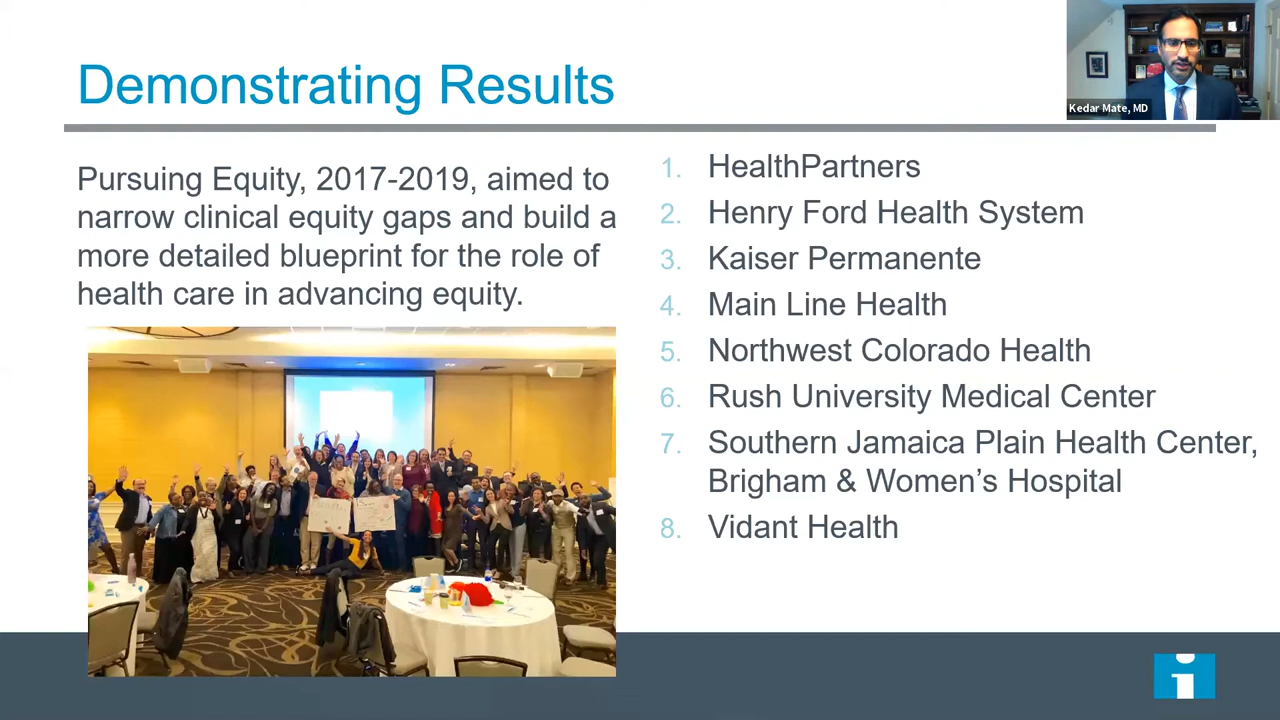 Demonstrating Results
Kedar Mate, MD
Pursuing Equity, 2017-2019, aimed to
narrow clinical equity gaps and build a
more detailed blueprint for the role of
health care in advancing equity.
1. HealthPartners
2. Henry Ford Health System
3. Kaiser Permanente
4. Main Line Health
5. Northwest Colorado Health
6. Rush University Medical Center
7. Southern Jamaica Plain Health Center,
Brigham & Women’s Hospital
8. Vidant Health